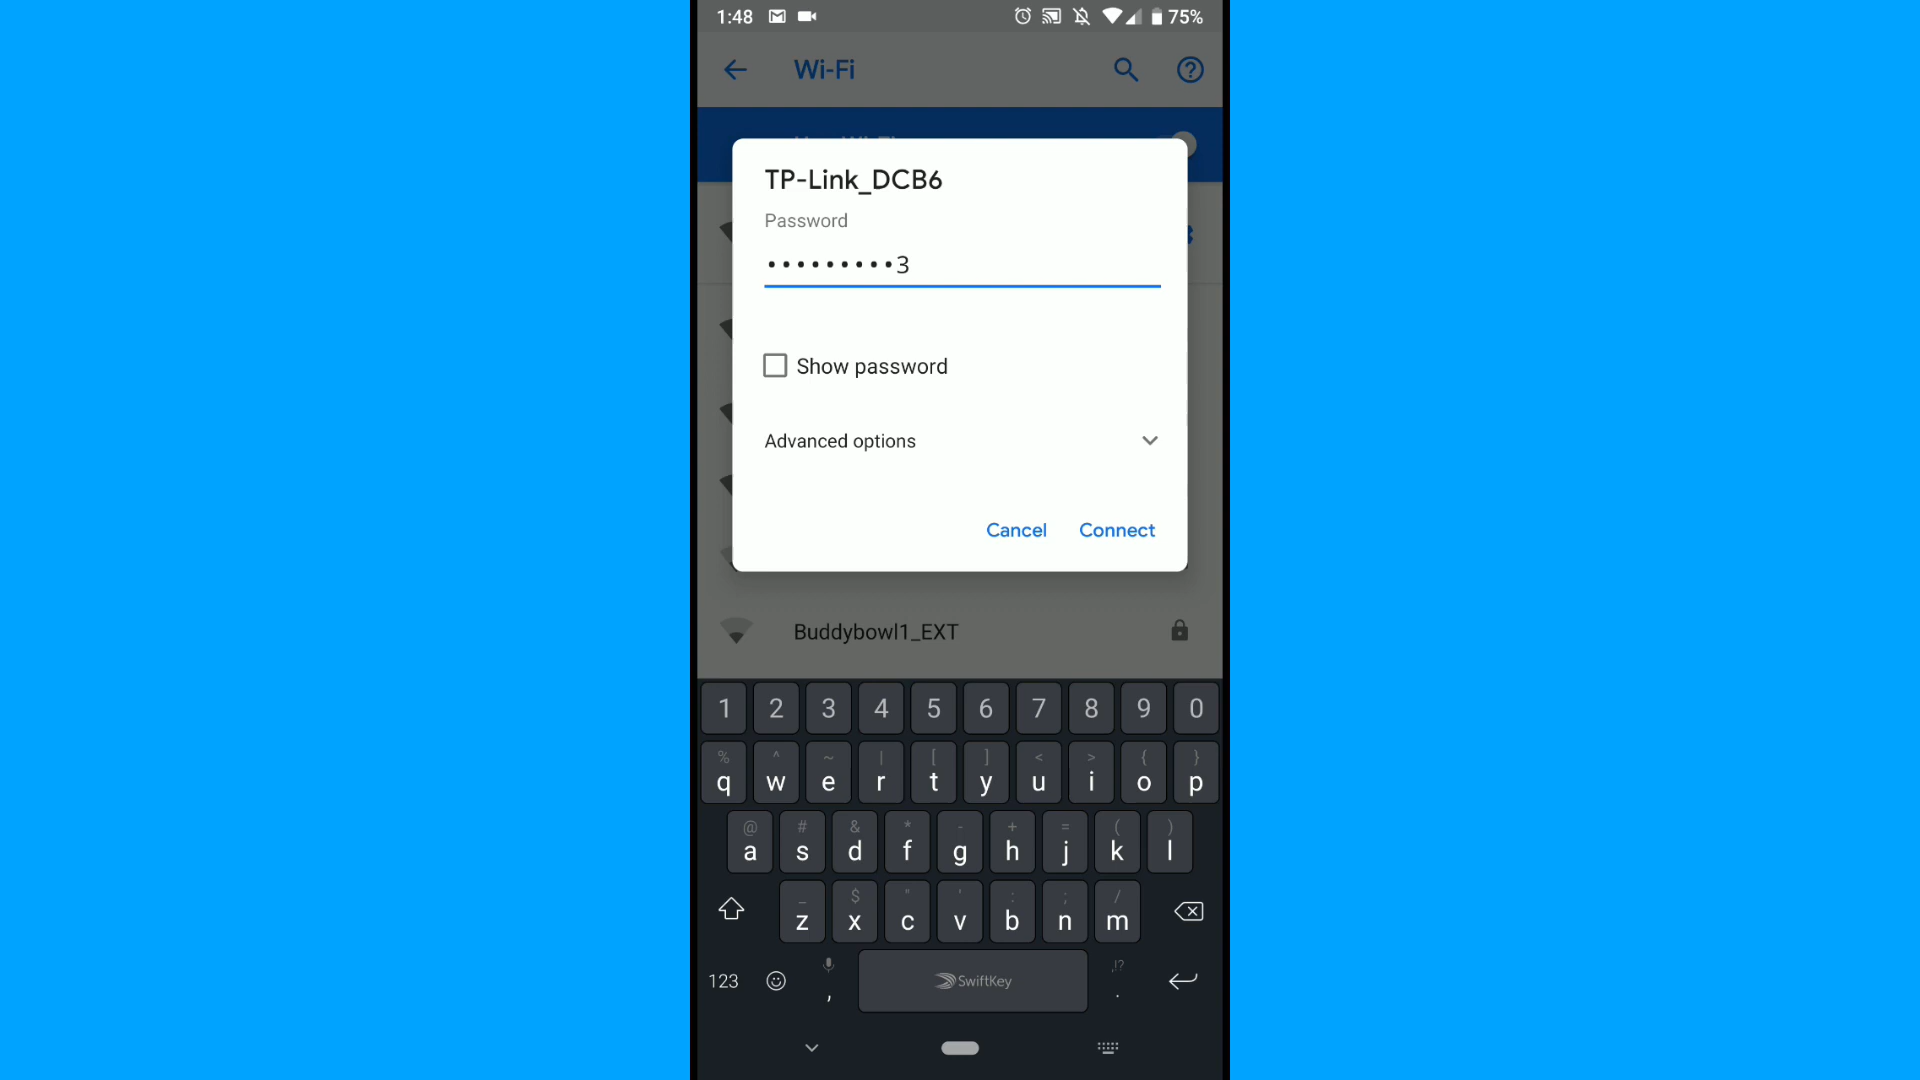 1:48 75%
Wi-Fi
TP-Link_DCB6
Password
•••••••••3
Show password
Advanced options
Cancel Connect
Buddybowl1_EXT
1 2 3 4 5 6 7 8 9 0
% ^ ~ | [ ] < > { }
q w e r t y u i o p
@ # & * - + = ( )
a s d f g h j k l
_ $ " ' : ; /
z x c v b n m
123 , SwiftKey ,!? .